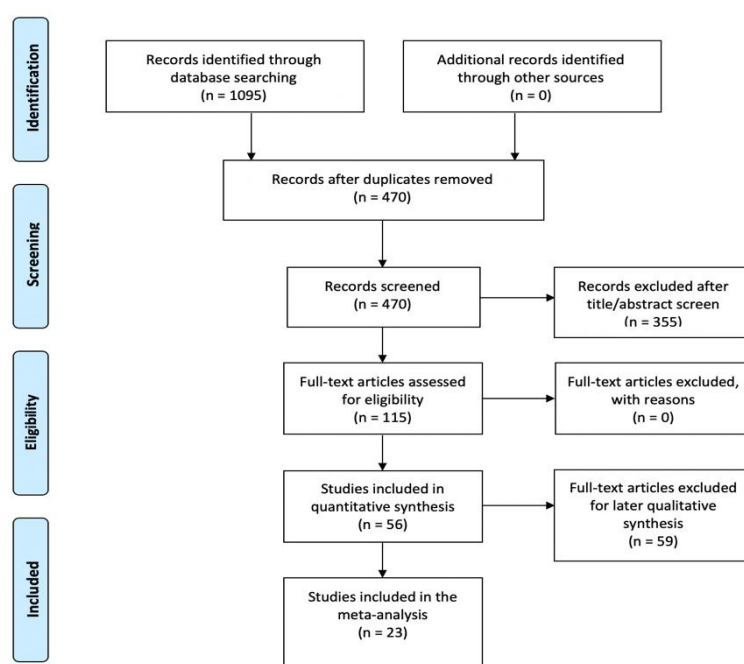 Identification
Records identified through
database searching
(n = 1095)
Additional records identified
through other sources
(n = 0)
Records after duplicates removed
(n = 470)
Screening
Records screened
(n = 470)
Records excluded after
title/abstract screen
(n = 355)
Eligibility
Full-text articles assessed
for eligibility
(n = 115)
Full-text articles excluded,
with reasons
(n = 0)
Studies included in
quantitative synthesis
(n = 56)
Full-text articles excluded
for later qualitative
synthesis
(n = 59)
Included
Studies included in the
meta-analysis
(n = 23)